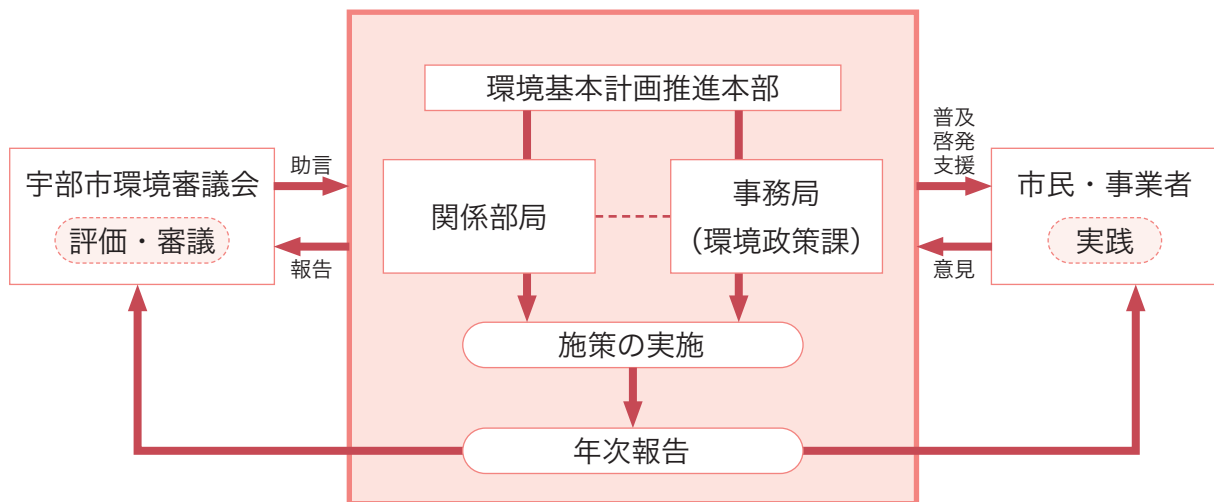 環境基本計画推進本部
宇部市環境審議会
評価・審議
助言
報告
関係部局
事務局
（環境政策課）
普及
啓発
支援
意見
市民・事業者
実践
施策の実施
年次報告